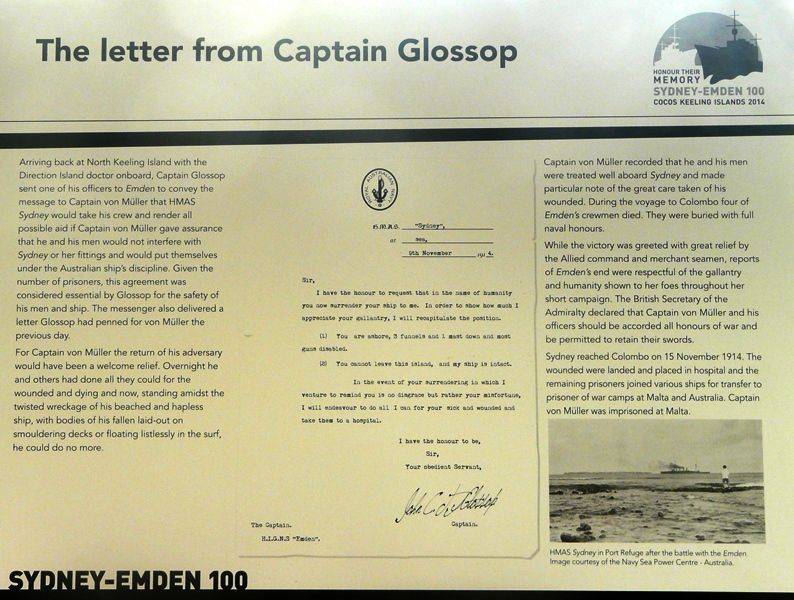 The letter from Captain Glossop
HONOUR THEIR
MEMORY
SYDNEY-EMDEN 100
COCOS KEELING ISLANDS 2014
Arriving back at North Keeling Island with the
Direction Island doctor onboard, Captain Glossop
sent one of his officers to Emden to convey the
message to Captain von Müller that HMAS
Sydney would take his crew and render all
possible aid if Captain von Müller gave assurance
that he and his men would not interfere with
Sydney or her fittings and would put themselves
under the Australian ship's discipline. Given the
number of prisoners, this agreement was
considered essential by Glossop for the safety of
his men and ship. The messenger also delivered a
letter Glossop had penned for von Müller the
previous day.
For Captain von Müller the return of his adversary
would have been a welcome relief. Overnight he
and others had done all they could for the
wounded and dying and now, standing amidst the
twisted wreckage of his beached and hapless
ship, with bodies of his fallen laid-out on
smouldering decks or floating listlessly in the surf,
he could do no more.
ROYAL AUSTRALIAN NAVY
H.M.A.S. "Sydney",
at sea,
9th November 1914.
Sir,
I have the honour to request that in the name of humanity
you now surrender your ship to me. In order to show how much I
appreciate your gallantry, I will recapitulate the position.
(1) You are ashore, 3 funnels and 1 mast down and most
guns disabled.
(2) You cannot leave this island, and my ship is intact.
In the event of your surrendering in which I
venture to remind you is no disgrace but rather your misfortune,
I will endeavour to do all I can for your sick and wounded and
take them to a hospital.
I have the honour to be,
Sir,
Your obedient Servant,
John C T Glossop
Captain.
The Captain.
H.I.G.M.S "Emden".
Captain von Müller recorded that he and his men
were treated well aboard Sydney and made
particular note of the great care taken of his
wounded. During the voyage to Colombo four of
Emden's crewmen died. They were buried with full
naval honours.
While the victory was greeted with great relief by
the Allied command and merchant seamen, reports
of Emden's end were respectful of the gallantry
and humanity shown to her foes throughout her
short campaign. The British Secretary of the
Admiralty declared that Captain von Müller and his
officers should be accorded all honours of war and
be permitted to retain their swords.
Sydney reached Colombo on 15 November 1914. The
wounded were landed and placed in hospital and the
remaining prisoners joined various ships for transfer to
prisoner of war camps at Malta and Australia. Captain
von Müller was imprisoned at Malta.
HMAS Sydney in Port Refuge after the battle with the Emden.
Image courtesy of the Navy Sea Power Centre - Australia.
SYDNEY-EMDEN 100